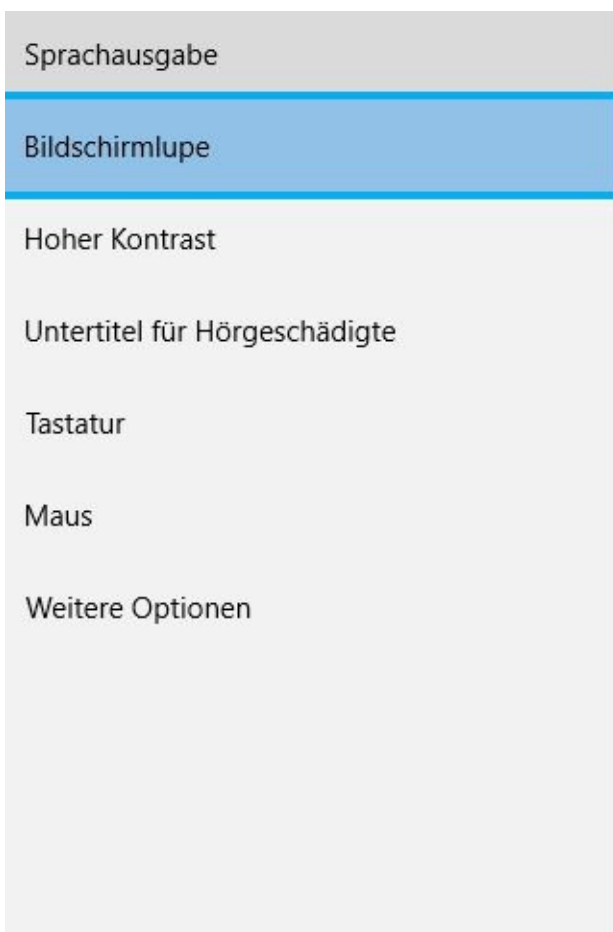 Sprachausgabe
Bildschirmlupe
Hoher Kontrast
Untertitel für Hörgeschädigte
Tastatur
Maus
Weitere Optionen